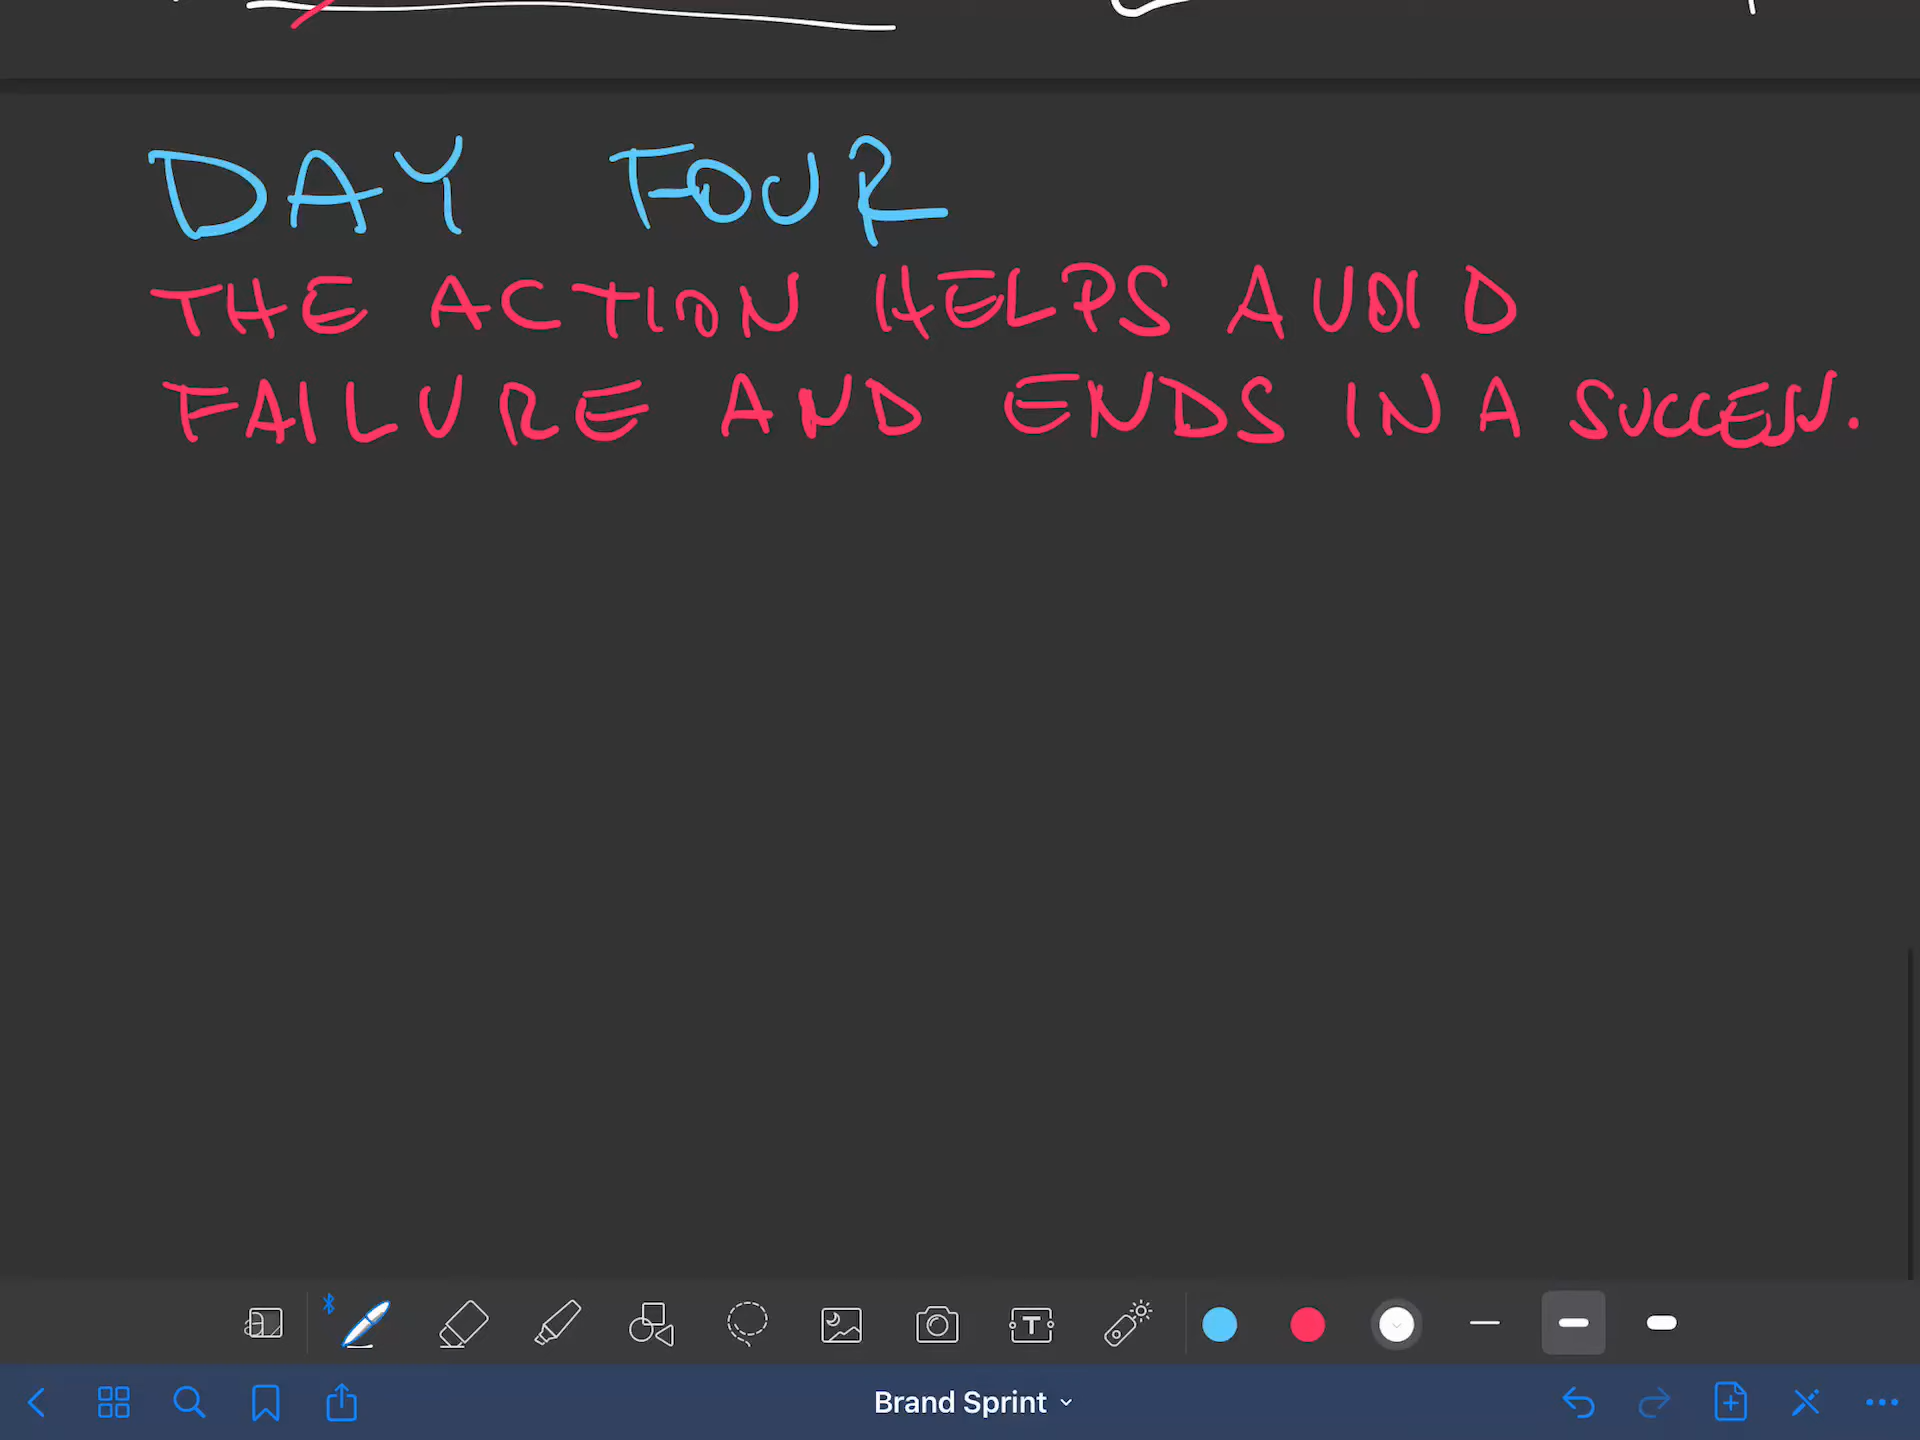 DAY FOUR
THE ACTION HELPS AVOID
FAILURE AND ENDS IN A SUCCESS.
Brand Sprint